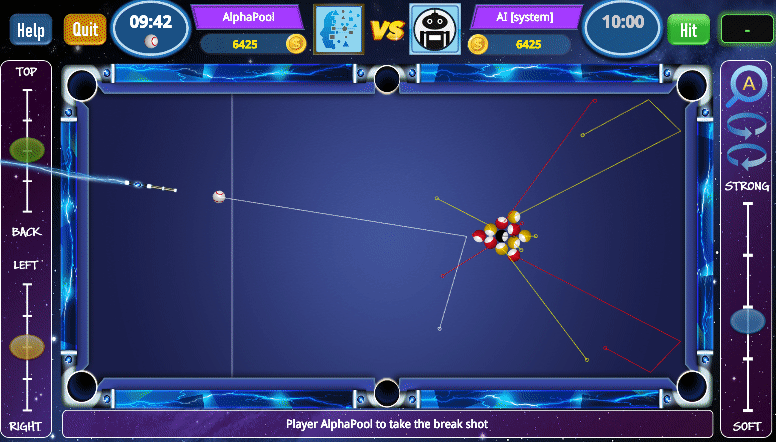 Help
Quit
09:42
AlphaPool
6425
VS
AI [system]
6425
10:00
Hit
-
TOP
BACK
LEFT
RIGHT
A
STRONG
SOFT
Player AlphaPool to take the break shot